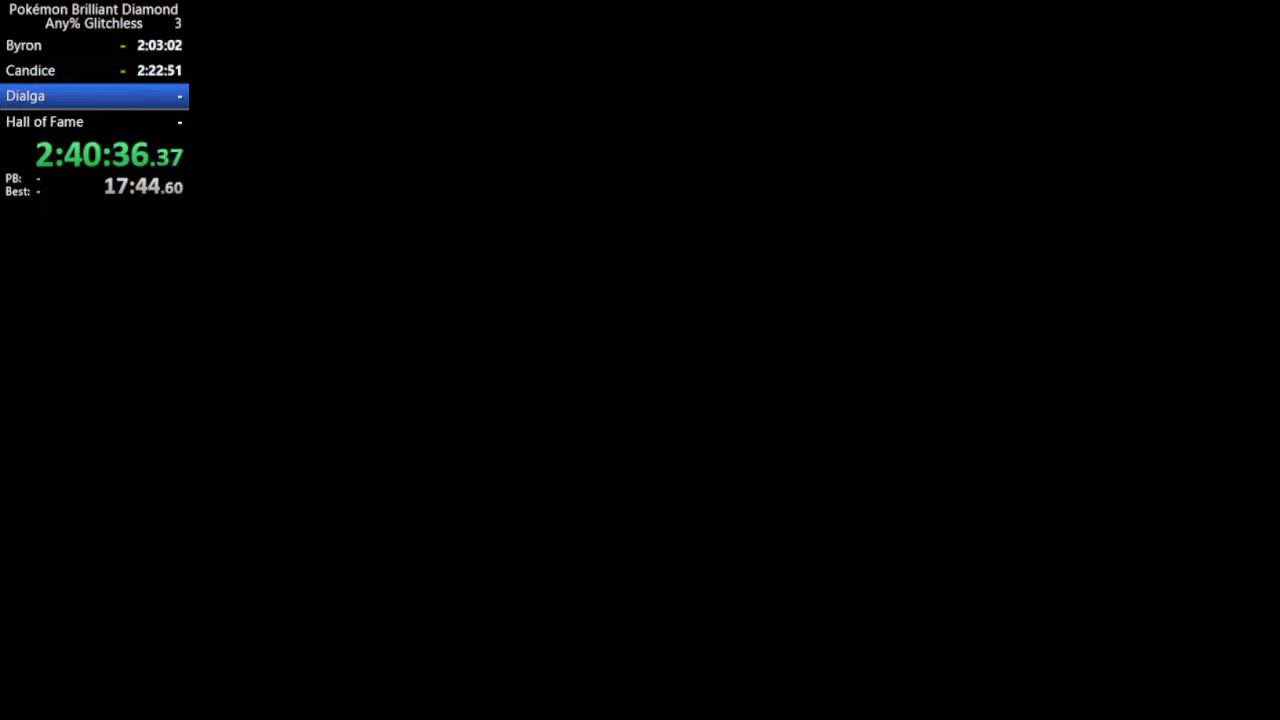 Pokémon Brilliant Diamond
Any% Glitchless 3
Byron - 2:03:02
Candice - 2:22:51
Dialga -
Hall of Fame -
2:40:36.37
PB: -
Best: - 17:44.60